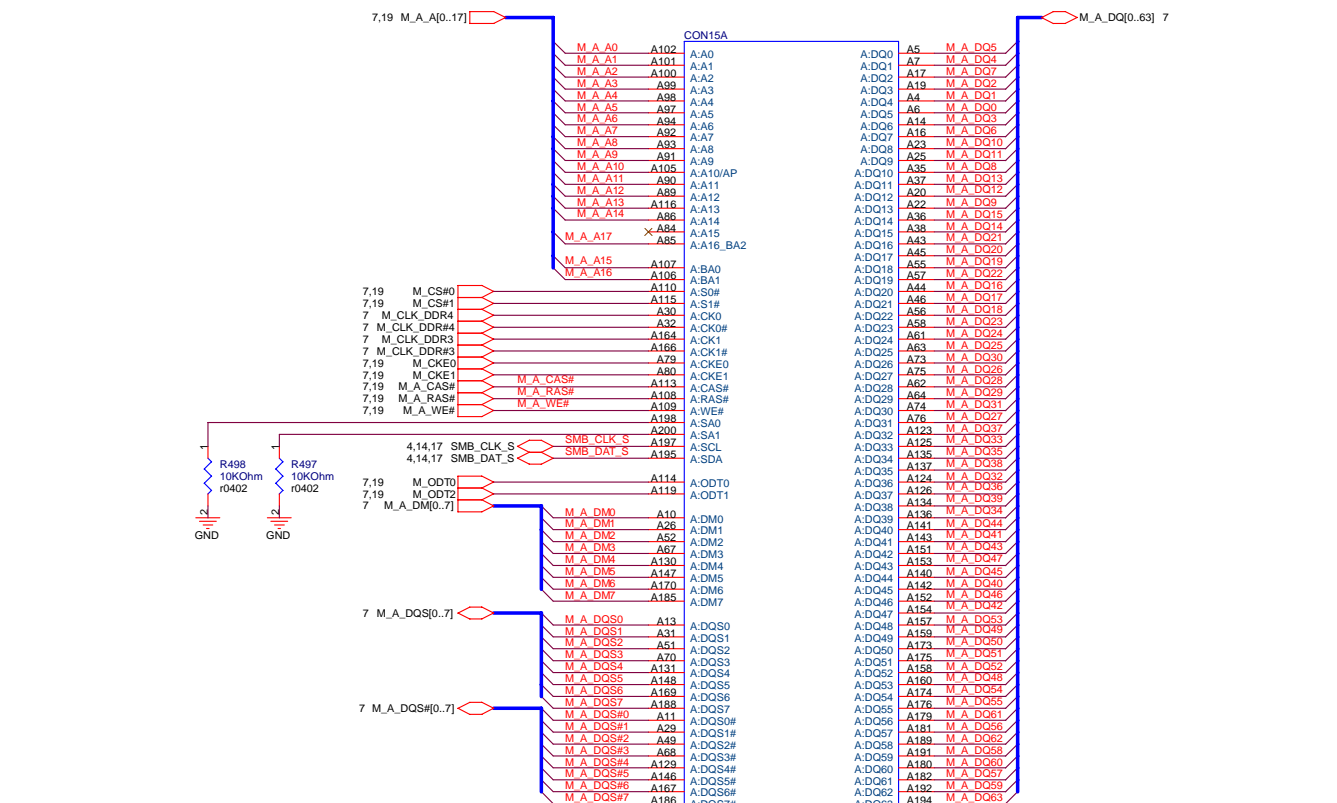 7,19 M_A_A[0..17]
M_A_DQ[0..63] 7
CON15A
M_A_A0 A102 A:A0
M_A_A1 A101 A:A1
M_A_A2 A100 A:A2
M_A_A3 A99 A:A3
M_A_A4 A98 A:A4
M_A_A5 A97 A:A5
M_A_A6 A94 A:A6
M_A_A7 A92 A:A7
M_A_A8 A93 A:A8
M_A_A9 A91 A:A9
M_A_A10 A105 A:A10/AP
M_A_A11 A90 A:A11
M_A_A12 A89 A:A12
M_A_A13 A116 A:A13
M_A_A14 A86 A:A14
A84 A:A15
M_A_A17 A85 A:A16_BA2
M_A_A15 A107 A:BA0
M_A_A16 A106 A:BA1
7,19 M_CS#0 A110 A:S0#
7,19 M_CS#1 A115 A:S1#
7 M_CLK_DDR4 A30 A:CK0
7 M_CLK_DDR#4 A32 A:CK0#
7 M_CLK_DDR3 A164 A:CK1
7 M_CLK_DDR#3 A166 A:CK1#
7,19 M_CKE0 A79 A:CKE0
7,19 M_CKE1 A80 A:CKE1
7,19 M_A_CAS# M_A_CAS# A113 A:CAS#
7,19 M_A_RAS# M_A_RAS# A108 A:RAS#
7,19 M_A_WE# M_A_WE# A109 A:WE#
A198 A:SA0
A200 A:SA1
4,14,17 SMB_CLK_S SMB_CLK_S A197 A:SCL
4,14,17 SMB_DAT_S SMB_DAT_S A195 A:SDA
1 R498 10KOhm r0402 2 GND
1 R497 10KOhm r0402 2 GND
7,19 M_ODT0 A114 A:ODT0
7,19 M_ODT2 A119 A:ODT1
7 M_A_DM[0..7]
M_A_DM0 A10 A:DM0
M_A_DM1 A26 A:DM1
M_A_DM2 A52 A:DM2
M_A_DM3 A67 A:DM3
M_A_DM4 A130 A:DM4
M_A_DM5 A147 A:DM5
M_A_DM6 A170 A:DM6
M_A_DM7 A185 A:DM7
7 M_A_DQS[0..7]
M_A_DQS0 A13 A:DQS0
M_A_DQS1 A31 A:DQS1
M_A_DQS2 A51 A:DQS2
M_A_DQS3 A70 A:DQS3
M_A_DQS4 A131 A:DQS4
M_A_DQS5 A148 A:DQS5
M_A_DQS6 A169 A:DQS6
M_A_DQS7 A188 A:DQS7
7 M_A_DQS#[0..7]
M_A_DQS#0 A11 A:DQS0#
M_A_DQS#1 A29 A:DQS1#
M_A_DQS#2 A49 A:DQS2#
M_A_DQS#3 A68 A:DQS3#
M_A_DQS#4 A129 A:DQS4#
M_A_DQS#5 A146 A:DQS5#
M_A_DQS#6 A167 A:DQS6#
M_A_DQS#7 A186
A:DQ0 A5 M_A_DQ5
A:DQ1 A7 M_A_DQ4
A:DQ2 A17 M_A_DQ7
A:DQ3 A19 M_A_DQ2
A:DQ4 A4 M_A_DQ1
A:DQ5 A6 M_A_DQ0
A:DQ6 A14 M_A_DQ3
A:DQ7 A16 M_A_DQ6
A:DQ8 A23 M_A_DQ10
A:DQ9 A25 M_A_DQ11
A:DQ10 A35 M_A_DQ8
A:DQ11 A37 M_A_DQ13
A:DQ12 A20 M_A_DQ12
A:DQ13 A22 M_A_DQ9
A:DQ14 A36 M_A_DQ15
A:DQ15 A38 M_A_DQ14
A:DQ16 A43 M_A_DQ21
A:DQ17 A45 M_A_DQ20
A:DQ18 A55 M_A_DQ19
A:DQ19 A57 M_A_DQ22
A:DQ20 A44 M_A_DQ16
A:DQ21 A46 M_A_DQ17
A:DQ22 A56 M_A_DQ18
A:DQ23 A58 M_A_DQ23
A:DQ24 A61 M_A_DQ24
A:DQ25 A63 M_A_DQ25
A:DQ26 A73 M_A_DQ30
A:DQ27 A75 M_A_DQ26
A:DQ28 A62 M_A_DQ28
A:DQ29 A64 M_A_DQ29
A:DQ30 A74 M_A_DQ31
A:DQ31 A76 M_A_DQ27
A:DQ32 A123 M_A_DQ37
A:DQ33 A125 M_A_DQ33
A:DQ34 A135 M_A_DQ35
A:DQ35 A137 M_A_DQ38
A:DQ36 A124 M_A_DQ32
A:DQ37 A126 M_A_DQ36
A:DQ38 A134 M_A_DQ39
A:DQ39 A136 M_A_DQ34
A:DQ40 A141 M_A_DQ44
A:DQ41 A143 M_A_DQ41
A:DQ42 A151 M_A_DQ43
A:DQ43 A153 M_A_DQ47
A:DQ44 A140 M_A_DQ45
A:DQ45 A142 M_A_DQ40
A:DQ46 A152 M_A_DQ46
A:DQ47 A154 M_A_DQ42
A:DQ48 A157 M_A_DQ53
A:DQ49 A159 M_A_DQ49
A:DQ50 A173 M_A_DQ50
A:DQ51 A175 M_A_DQ51
A:DQ52 A158 M_A_DQ52
A:DQ53 A160 M_A_DQ48
A:DQ54 A174 M_A_DQ54
A:DQ55 A176 M_A_DQ55
A:DQ56 A179 M_A_DQ61
A:DQ57 A181 M_A_DQ56
A:DQ58 A189 M_A_DQ62
A:DQ59 A191 M_A_DQ58
A:DQ60 A180 M_A_DQ60
A:DQ61 A182 M_A_DQ57
A:DQ62 A192 M_A_DQ59
A194 M_A_DQ63